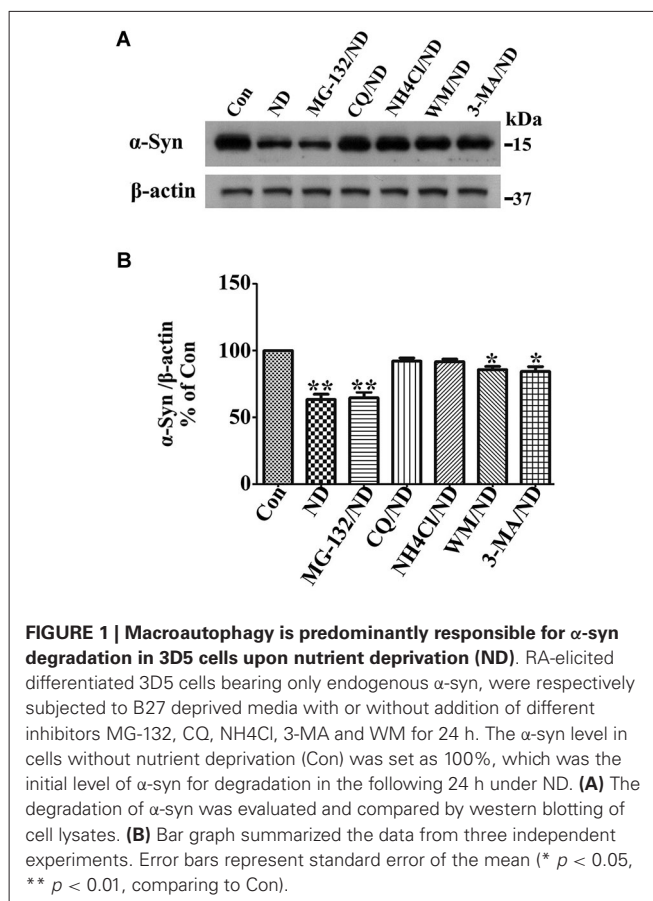 A
Con
ND
MG-132/ND
CQ/ND
NH4Cl/ND
WM/ND
3-MA/ND
kDa
α-Syn
-15
β-actin
-37
B
α-Syn /β-actin
% of Con
150
100
50
0
**
**
*
*
Con
ND
MG-132/ND
CQ/ND
NH4Cl/ND
WM/ND
3-MA/ND
FIGURE 1 | Macroautophagy is predominantly responsible for α-syn
degradation in 3D5 cells upon nutrient deprivation (ND). RA-elicited
differentiated 3D5 cells bearing only endogenous α-syn, were respectively
subjected to B27 deprived media with or without addition of different
inhibitors MG-132, CQ, NH4Cl, 3-MA and WM for 24 h. The α-syn level in
cells without nutrient deprivation (Con) was set as 100%, which was the
initial level of α-syn for degradation in the following 24 h under ND. (A) The
degradation of α-syn was evaluated and compared by western blotting of
cell lysates. (B) Bar graph summarized the data from three independent
experiments. Error bars represent standard error of the mean (* p < 0.05,
** p < 0.01, comparing to Con).